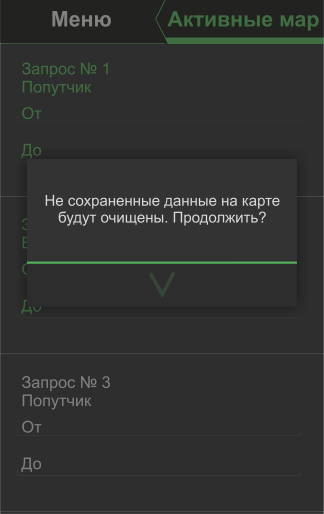 Меню
Активные мар
Запрос № 1
Попутчик
От
До
Не сохраненные данные на карте
будут очищены. Продолжить?
До
Запрос № 3
Попутчик
От
До